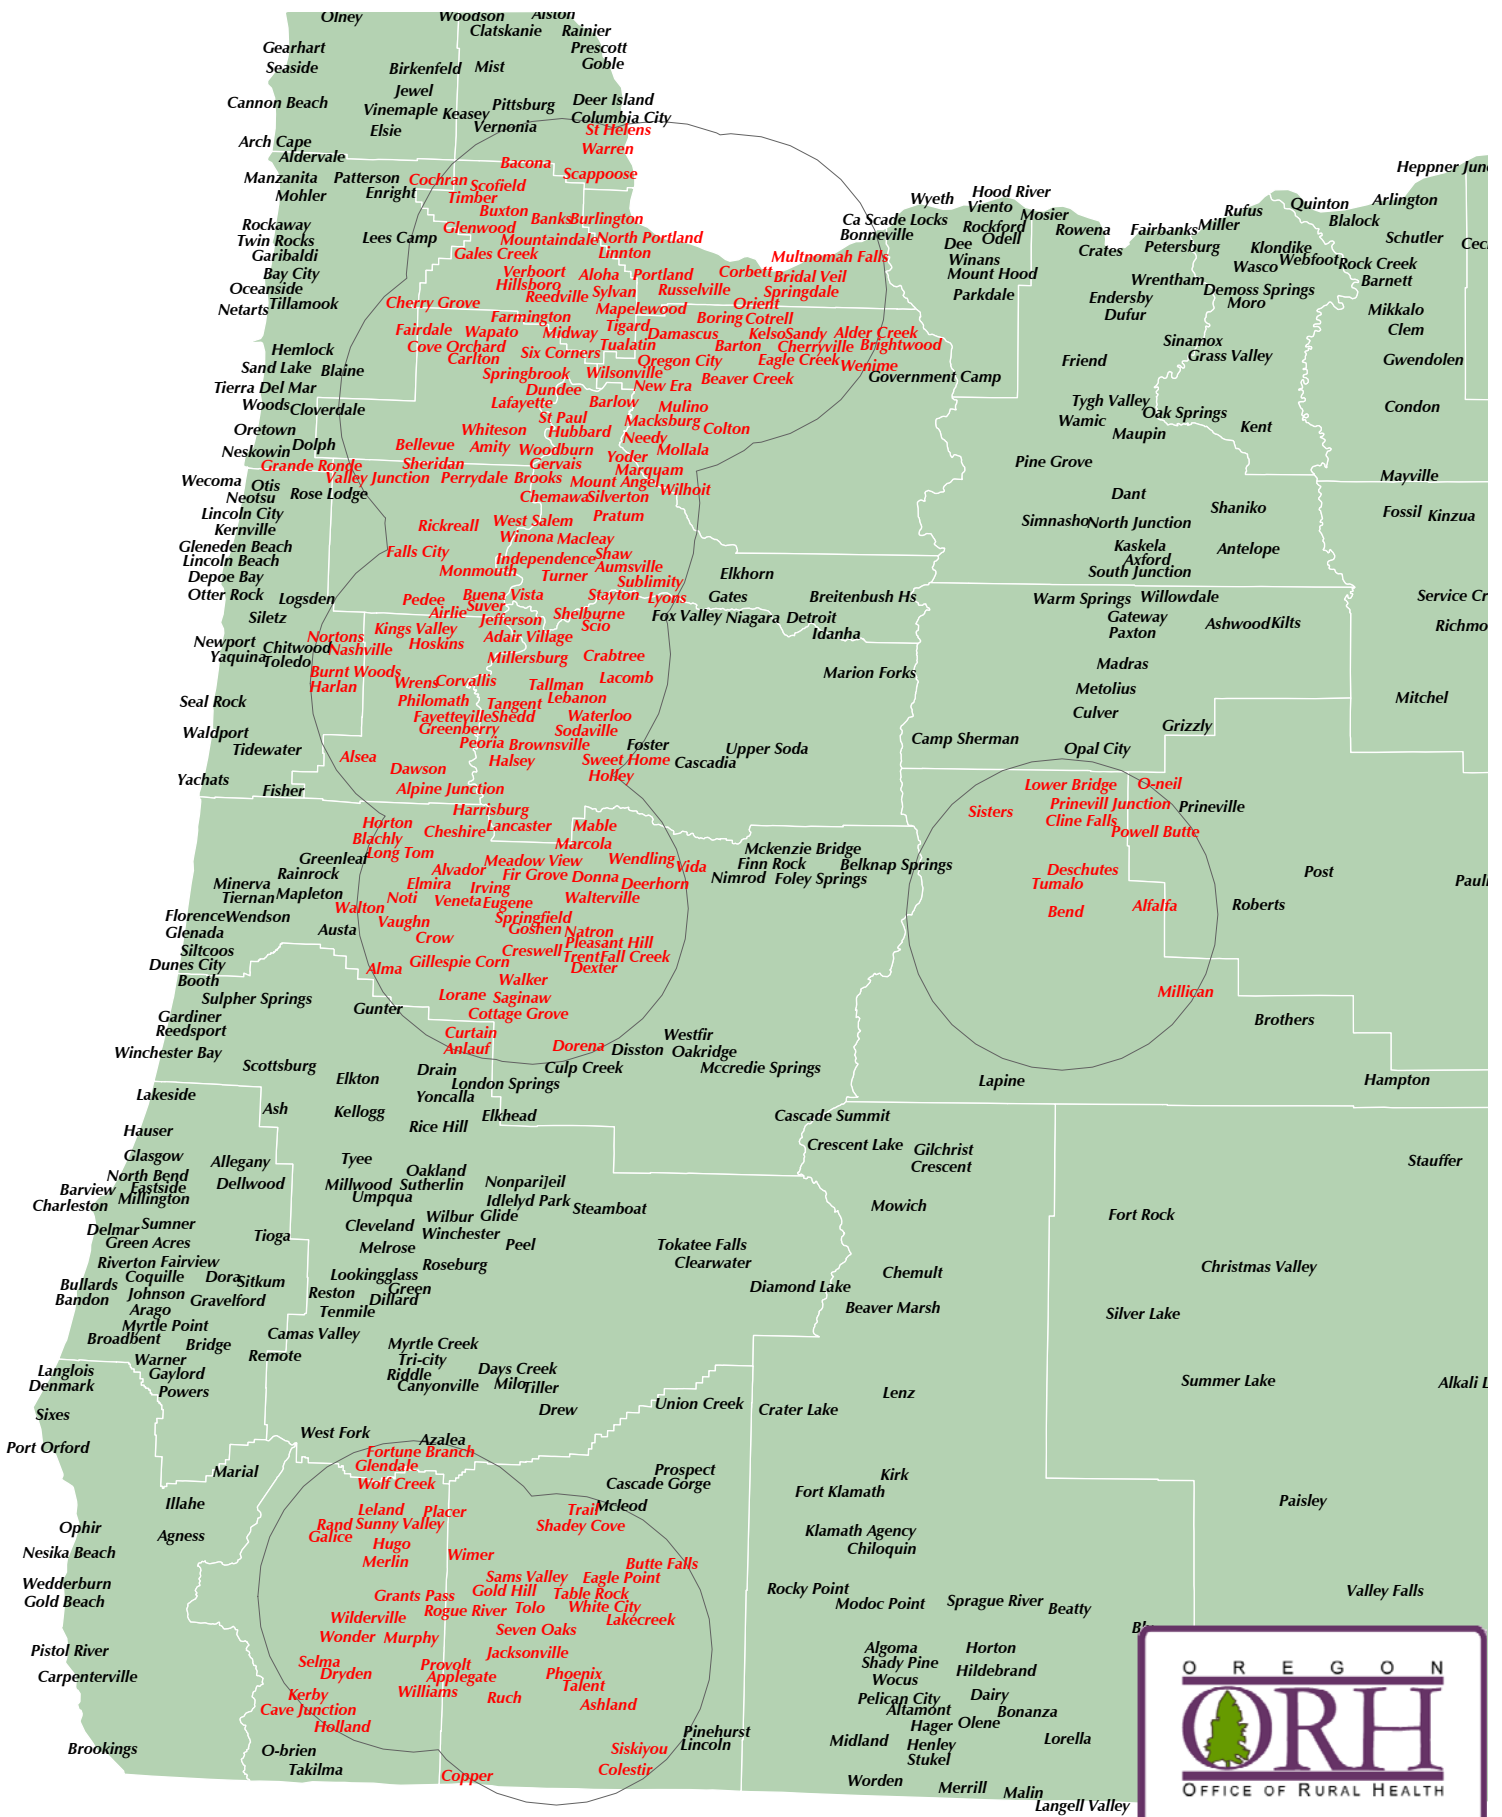 Olney
Woodson
Alston
Clatskanie
Rainier
Gearhart
Prescott
Seaside
Birkenfeld
Mist
Goble
Jewel
Cannon Beach
Vinemaple
Keasey
Pittsburg
Deer Island
Columbia City
Elsie
Vernonia
St Helens
Arch Cape
Warren
Aldervale
Bacona
Heppner Jun
Manzanita
Patterson
Cochran
Scofield
Scappoose
Mohler
Enright
Timber
Wyeth
Hood River
Buxton
Viento
Quinton
Arlington
Rockaway
Glenwood
Banks
Burlington
Ca Scade Locks
Rockford
Mosier
Rufus
Blalock
Twin Rocks
Lees Camp
Mountaindale
North Portland
Bonneville
Dee
Odell
Rowena
Fairbanks
Miller
Schutler
Garibaldi
Gales Creek
Linnton
Multnomah Falls
Winans
Crates
Petersburg
Klondike
Cec
Bay City
Verboort
Aloha
Portland
Corbett
Bridal Veil
Mount Hood
Wasco
Webfoot
Rock Creek
Oceanside
Hillsboro
Reedville
Sylvan
Russelville
Springdale
Parkdale
Wrentham
Demoss Springs
Barnett
Netarts
Tillamook
Cherry Grove
Farmington
Mapelewood
Orient
Endersby
Moro
Mikkalo
Fairdale
Wapato
Midway
Tigard
Damascus
Boring
Cotrell
Dufur
Clem
Hemlock
Cove Orchard
Six Corners
Tualatin
Barton
Kelso
Sandy
Alder Creek
Sinamox
Carlton
Oregon City
Cherryville
Brightwood
Grass Valley
Gwendolen
Sand Lake
Blaine
Springbrook
Wilsonville
Eagle Creek
Wenime
Friend
Tierra Del Mar
Dundee
New Era
Beaver Creek
Government Camp
Woods
Cloverdale
Lafayette
Barlow
Mulino
Tygh Valley
Oak Springs
Condon
Oretown
St Paul
Macksburg
Colton
Wamic
Kent
Whiteson
Hubbard
Needy
Maupin
Neskowin
Dolph
Bellevue
Amity
Woodburn
Yoder
Mollala
Grande Ronde
Sheridan
Gervais
Marquam
Pine Grove
Wecoma
Otis
Valley Junction
Perrydale
Brooks
Mount Angel
Wilhoit
Mayville
Neotsu
Rose Lodge
Chemawa
Silverton
Dant
Lincoln City
West Salem
Pratum
Simnasho
North Junction
Shaniko
Fossil
Kinzua
Kernville
Rickreall
Winona
Macleay
Gleneden Beach
Falls City
Independence
Shaw
Kaskela
Antelope
Lincoln Beach
Monmouth
Aumsville
Axford
Depoe Bay
Turner
Sublimity
Elkhorn
South Junction
Otter Rock
Logsden
Pedee
Buena Vista
Stayton
Lyons
Gates
Breitenbush Hs
Warm Springs
Willowdale
Service Cr
Siletz
Airlie
Suver
Jefferson
Shelburne
Fox Valley
Niagara
Detroit
Gateway
Newport
Nortons
Kings Valley
Adair Village
Scio
Idanha
Paxton
Ashwood
Kilts
Richmo
Yaquina
Chitwood
Nashville
Hoskins
Millersburg
Crabtree
Toledo
Madras
Burnt Woods
Marion Forks
Harlan
Wrens
Corvallis
Tallman
Lacomb
Metolius
Seal Rock
Philomath
Tangent
Lebanon
Mitchel
Fayetteville
Shedd
Waterloo
Culver
Waldport
Greenberry
Sodaville
Grizzly
Tidewater
Peoria
Brownsville
Foster
Upper Soda
Camp Sherman
Opal City
Alsea
Halsey
Sweet Home
Cascadia
Yachats
Dawson
Holley
Fisher
Alpine Junction
Lower Bridge
O-neil
Harrisburg
Prinevill Junction
Prineville
Horton
Cheshire
Lancaster
Mable
Sisters
Cline Falls
Blachly
Marcola
Powell Butte
Greenleaf
Long Tom
Meadow View
Wendling
Mckenzie Bridge
Rainrock
Alvador
Fir Grove
Donna
Vida
Finn Rock
Belknap Springs
Deschutes
Post
Minerva
Elmira
Irving
Deerhorn
Nimrod
Foley Springs
Tumalo
Paul
Tiernan
Mapleton
Noti
Veneta
Eugene
Walterville
Florence
Wendson
Walton
Springfield
Bend
Alfalfa
Roberts
Glenada
Austa
Vaughn
Goshen
Natron
Siltcoos
Crow
Pleasant Hill
Dunes City
Gillespie Corn
Creswell
Trent
Fall Creek
Booth
Alma
Walker
Dexter
Sulpher Springs
Lorane
Saginaw
Millican
Gardiner
Gunter
Cottage Grove
Brothers
Reedsport
Curtain
Westfir
Winchester Bay
Anlauf
Dorena
Disston
Oakridge
Scottsburg
Drain
Culp Creek
Mccredie Springs
Elkton
London Springs
Lapine
Hampton
Lakeside
Yoncalla
Ash
Kellogg
Elkhead
Cascade Summit
Hauser
Rice Hill
Crescent Lake
Gilchrist
Glasgow
Allegany
Tyee
Crescent
Stauffer
North Bend
Oakland
Barview
Eastside
Dellwood
Millwood
Sutherlin
NonpariJeil
Charleston
Millington
Umpqua
Idlelyd Park
Steamboat
Mowich
Delmar
Sumner
Cleveland
Wilbur
Glide
Fort Rock
Green Acres
Tioga
Melrose
Winchester
Peel
Tokatee Falls
Riverton
Fairview
Roseburg
Clearwater
Christmas Valley
Bullards
Coquille
Dora
Sitkum
Lookingglass
Diamond Lake
Chemult
Bandon
Johnson
Gravelford
Reston
Green
Arago
Dillard
Beaver Marsh
Silver Lake
Myrtle Point
Tenmile
Broadbent
Bridge
Camas Valley
Myrtle Creek
Warner
Remote
Tri-city
Langlois
Gaylord
Riddle
Days Creek
Denmark
Powers
Canyonville
Milo
Tiller
Lenz
Summer Lake
Alkali L
Sixes
Drew
Union Creek
Crater Lake
Port Orford
West Fork
Azalea
Fortune Branch
Marial
Glendale
Prospect
Kirk
Wolf Creek
Cascade Gorge
Fort Klamath
Illahe
Leland
Placer
Trail
Mcleod
Paisley
Ophir
Agness
Rand
Sunny Valley
Shadey Cove
Klamath Agency
Nesika Beach
Galice
Hugo
Chiloquin
Merlin
Wimer
Butte Falls
Wedderburn
Sams Valley
Eagle Point
Rocky Point
Valley Falls
Gold Beach
Grants Pass
Gold Hill
Table Rock
Modoc Point
Sprague River
Beatty
Wilderville
Rogue River
Tolo
White City
Lakecreek
Pistol River
Wonder
Murphy
Seven Oaks
Algoma
Horton
Carpenterville
Selma
Provolt
Jacksonville
Shady Pine
Hildebrand
Dryden
Applegate
Phoenix
Wocus
Kerby
Williams
Ruch
Talent
Pelican City
Dairy
Cave Junction
Ashland
Altamont
Bonanza
Holland
Pinehurst
Hager
Olene
Brookings
O-brien
Siskiyou
Lincoln
Midland
Henley
Lorella
Takilma
Copper
Colestir
Stukel
Worden
Merrill
Malin
Langell Valley
OREGON
ORH
OFFICE OF RURAL HEALTH